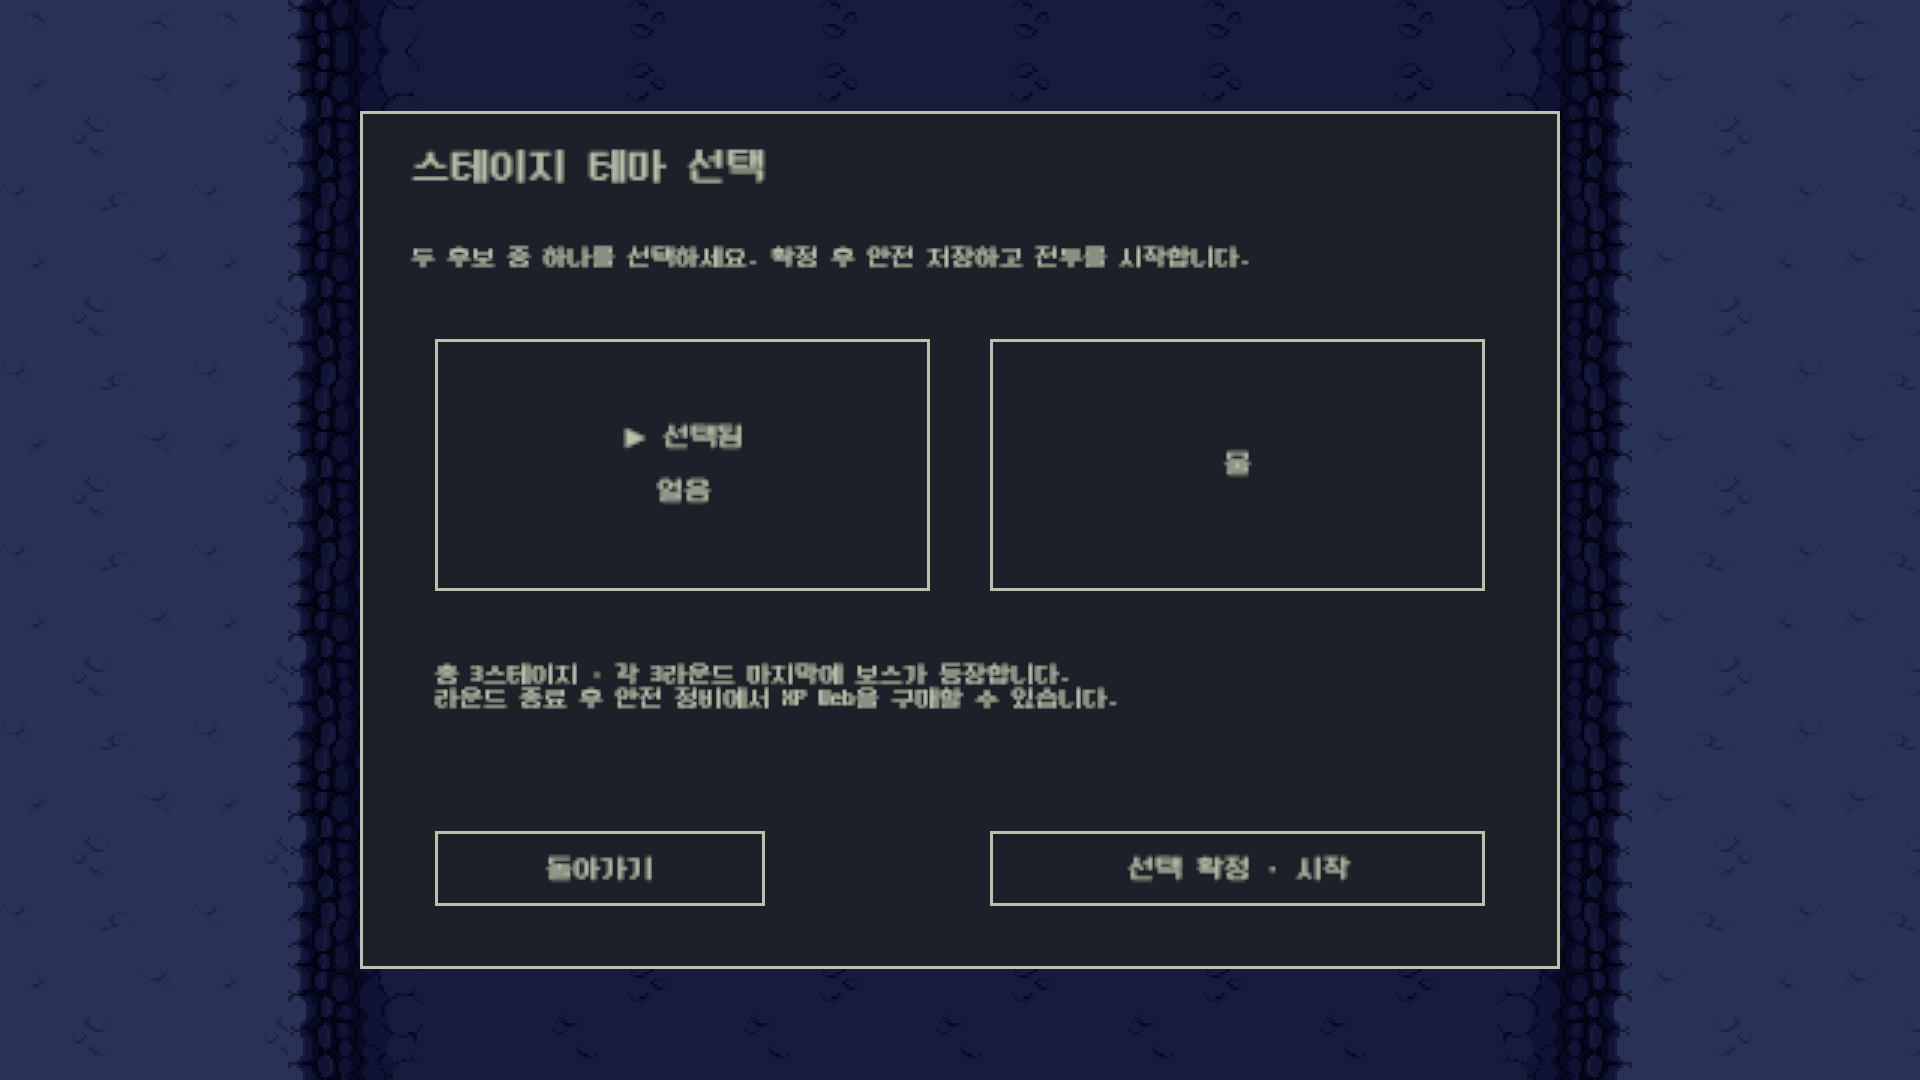 스테이지 테마 선택
두 후보 중 하나를 선택하세요. 확정 후 안전 저장하고 전투를 시작합니다.
▶ 선택됨
얼음
물
총 3스테이지 · 각 3라운드 마지막에 보스가 등장합니다.
라운드 종료 후 안전 정비에서 XP Web을 구매할 수 있습니다.
돌아가기
선택 확정 · 시작